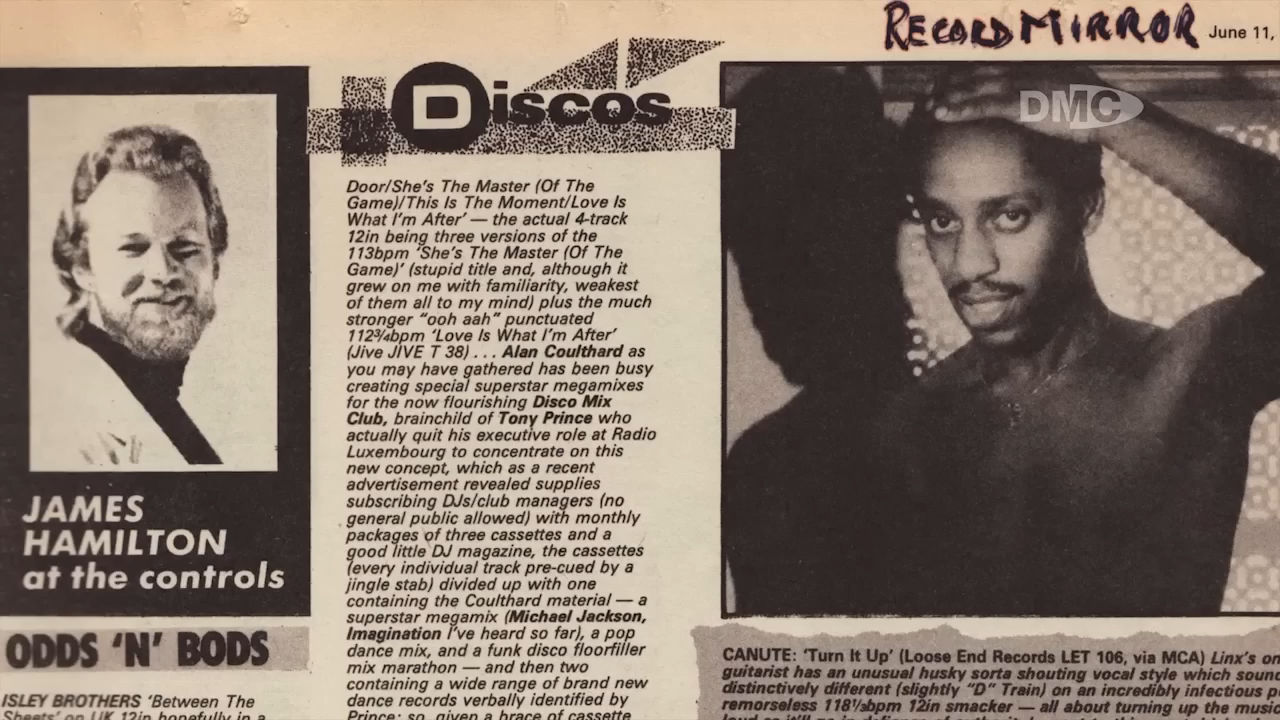 RECORD MIRROR
June 11,
DMC
Discos
JAMES
HAMILTON
at the controls
ODDS 'N' BODS
ISLEY BROTHERS 'Between The
Sheets' on UK 12in hopefully in a
Door/She's The Master (Of The
Game)/This Is The Moment/Love Is
What I'm After' — the actual 4-track
12in being three versions of the
113bpm 'She's The Master (Of The
Game)' (stupid title and, although it
grew on me with familiarity, weakest
of them all to my mind) plus the much
stronger "ooh aah" punctuated
112¾bpm 'Love Is What I'm After'
(Jive JIVE T 38) . . . Alan Coulthard as
you may have gathered has been busy
creating special superstar megamixes
for the now flourishing Disco Mix
Club, brainchild of Tony Prince who
actually quit his executive role at Radio
Luxembourg to concentrate on this
new concept, which as a recent
advertisement revealed supplies
subscribing DJs/club managers (no
general public allowed) with monthly
packages of three cassettes and a
good little DJ magazine, the cassettes
(every individual track pre-cued by a
jingle stab) divided up with one
containing the Coulthard material — a
superstar megamix (Michael Jackson,
Imagination I've heard so far), a pop
dance mix, and a funk disco floorfiller
mix marathon — and then two
containing a wide range of brand new
dance records verbally identified by
Prince: so, given a brace of cassette
CANUTE: 'Turn It Up' (Loose End Records LET 106, via MCA) Linx's
guitarist has an unusual husky sorta shouting vocal style which
distinctively different (slightly "D" Train) on an incredibly infectious
remorseless 118⅓bpm 12in smacker — all about turning up the music